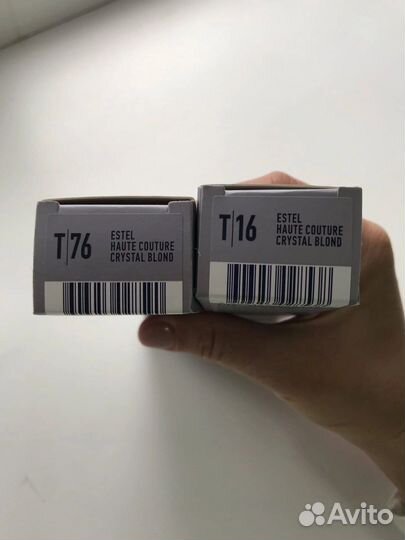 T|76
ESTEL
HAUTE COUTURE
CRYSTAL BLOND
T|16
ESTEL
HAUTE COUTURE
CRYSTAL BLOND
Avito